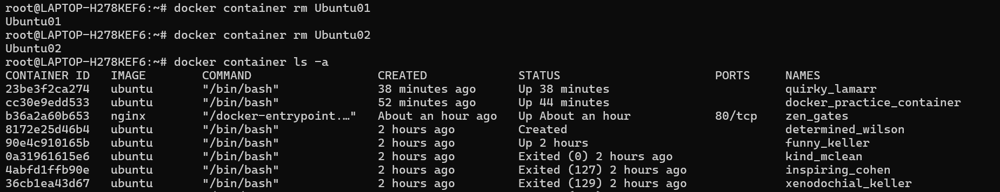 root@LAPTOP-H278KEF6:~# docker container rm Ubuntu01
Ubuntu01
root@LAPTOP-H278KEF6:~# docker container rm Ubuntu02
Ubuntu02
root@LAPTOP-H278KEF6:~# docker container ls -a
CONTAINER ID   IMAGE        COMMAND                  CREATED             STATUS                      PORTS     NAMES
23be3f2ca274   ubuntu       "/bin/bash"              38 minutes ago      Up 38 minutes                         quirky_lamarr
cc30e9edd533   ubuntu       "/bin/bash"              52 minutes ago      Up 44 minutes                         docker_practice_container
b36a2a60b653   nginx        "/docker-entrypoint.…"   About an hour ago   Up About an hour            80/tcp    zen_gates
8172e25d46b4   ubuntu       "/bin/bash"              2 hours ago         Created                               determined_wilson
90e4c910165b   ubuntu       "/bin/bash"              2 hours ago         Up 2 hours                            funny_keller
0a31961615e6   ubuntu       "/bin/bash"              2 hours ago         Exited (0) 2 hours ago                kind_mclean
4abfd1ffb90e   ubuntu       "/bin/bash"              2 hours ago         Exited (127) 2 hours ago              inspiring_cohen
36cb1ea43d67   ubuntu       "/bin/bash"              2 hours ago         Exited (129) 2 hours ago              xenodochial_keller